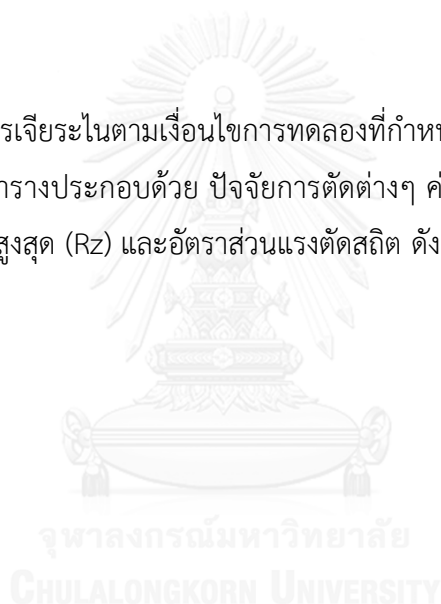 รเจียระไนตามเงื่อนไขการทดลองที่กำหน
ารางประกอบด้วย ปัจจัยการตัดต่างๆ ค่
สูงสุด (Rz) และอัตราส่วนแรงตัดสถิต ดัง
จุฬาลงกรณ์มหาวิทยาลัย
CHULALONGKORN UNIVERSITY